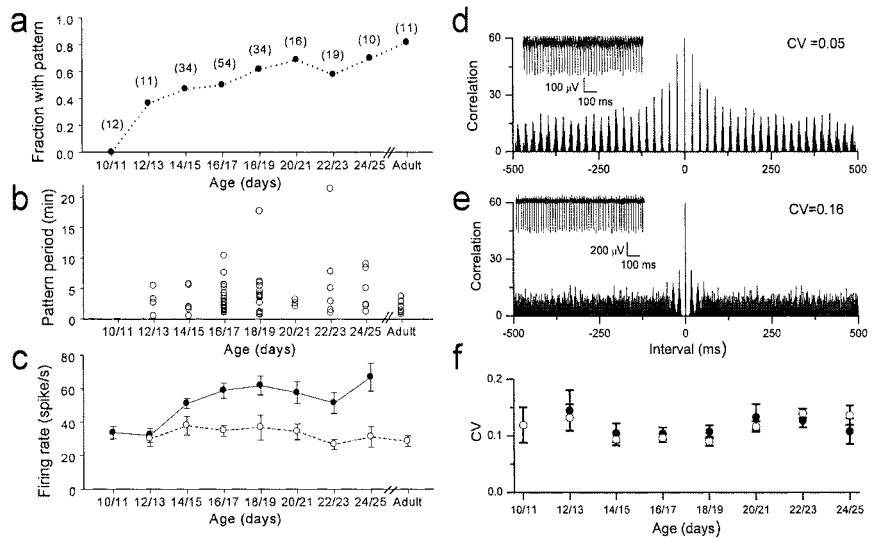 a
Fraction with pattern
1.0
0.8
0.6
0.4
0.2
0.0
(12)
(11)
(34)
(54)
(34)
(16)
(19)
(10)
(11)
10/11 12/13 14/15 16/17 18/19 20/21 22/23 24/25 Adult
Age (days)
b
Pattern period (min)
20
15
10
5
0
10/11 12/13 14/15 16/17 18/19 20/21 22/23 24/25 Adult
Age (days)
c
Firing rate (spike/s)
80
60
40
20
0
10/11 12/13 14/15 16/17 18/19 20/21 22/23 24/25 Adult
Age (days)
d
Correlation
60
30
0
CV =0.05
100 µV
100 ms
-500 -250 0 250 500
e
Correlation
60
30
0
CV=0.16
200 µV
100 ms
-500 -250 0 250 500
Interval (ms)
f
CV
0.2
0.1
0.0
10/11 12/13 14/15 16/17 18/19 20/21 22/23 24/25
Age (days)